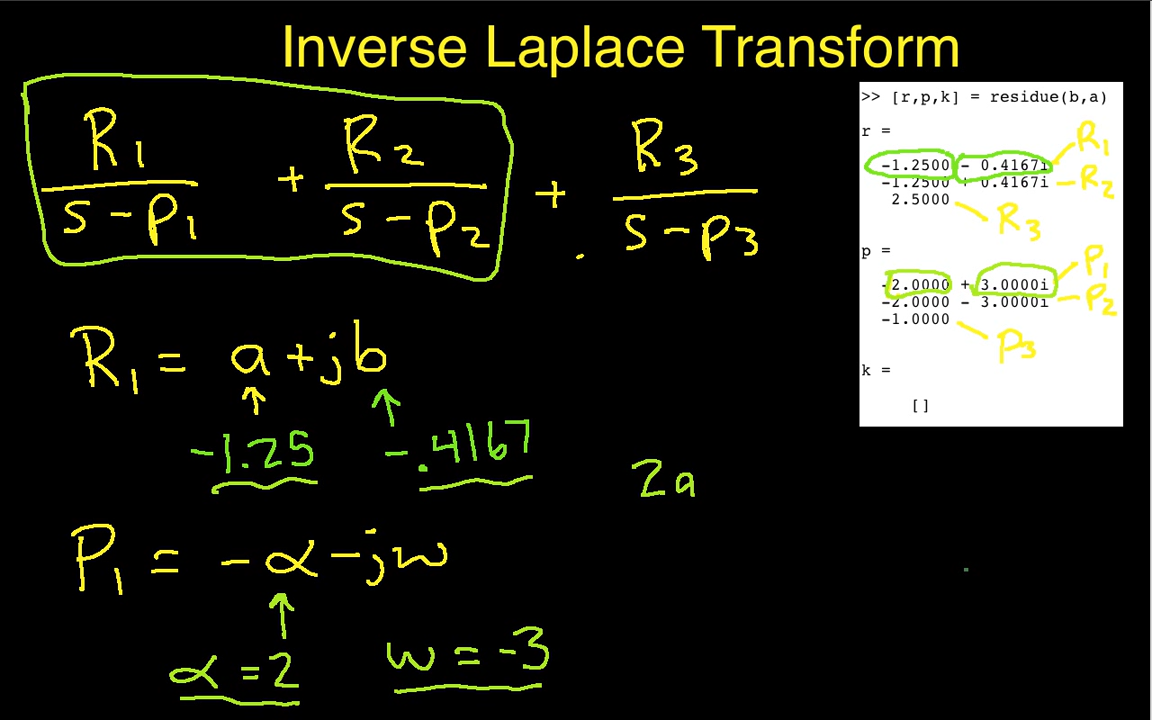 Inverse Laplace Transform
R1 / s - p1 + R2 / s - p2 + R3 / s - p3
>> [r,p,k] = residue(b,a)
r =
-1.2500 - 0.4167i R1
-1.2500 + 0.4167i R2
2.5000 R3
p =
-2.0000 + 3.0000i P1
-2.0000 - 3.0000i P2
-1.0000 P3
k =
[]
R1 = a + jb
-1.25 -.4167
2a
P1 = -α - jω
α = 2 ω = -3